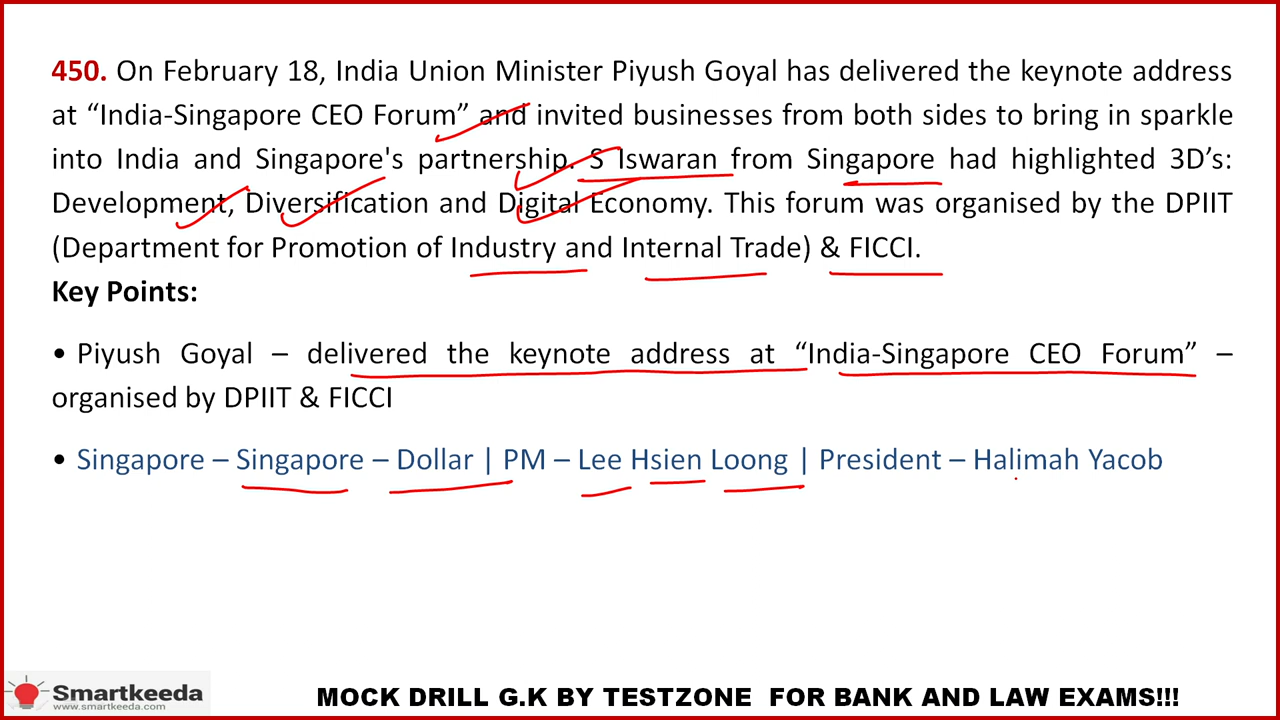 450. On February 18, India Union Minister Piyush Goyal has delivered the keynote address
at “India-Singapore CEO Forum” and invited businesses from both sides to bring in sparkle
into India and Singapore's partnership. S Iswaran from Singapore had highlighted 3D’s:
Development, Diversification and Digital Economy. This forum was organised by the DPIIT
(Department for Promotion of Industry and Internal Trade) & FICCI.
Key Points:
• Piyush Goyal – delivered the keynote address at “India-Singapore CEO Forum” –
organised by DPIIT & FICCI
• Singapore – Singapore – Dollar | PM – Lee Hsien Loong | President – Halimah Yacob
Smartkeeda
www.smartkeeda.com
MOCK DRILL G.K BY TESTZONE FOR BANK AND LAW EXAMS!!!